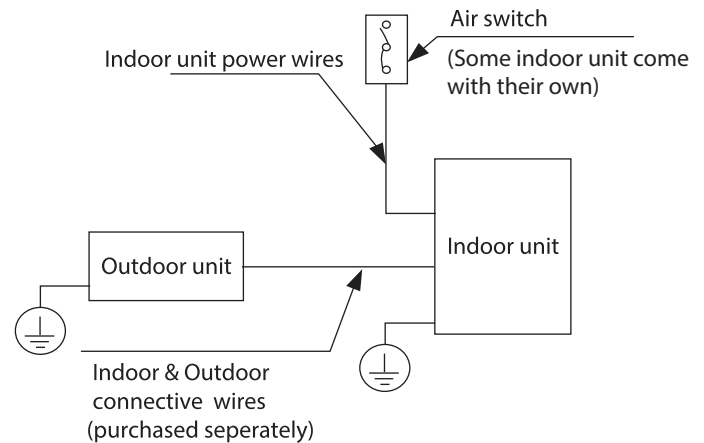 Air switch
(Some indoor unit come
with their own)
Indoor unit power wires
Indoor unit
Outdoor unit
Indoor & Outdoor
connective wires
(purchased seperately)